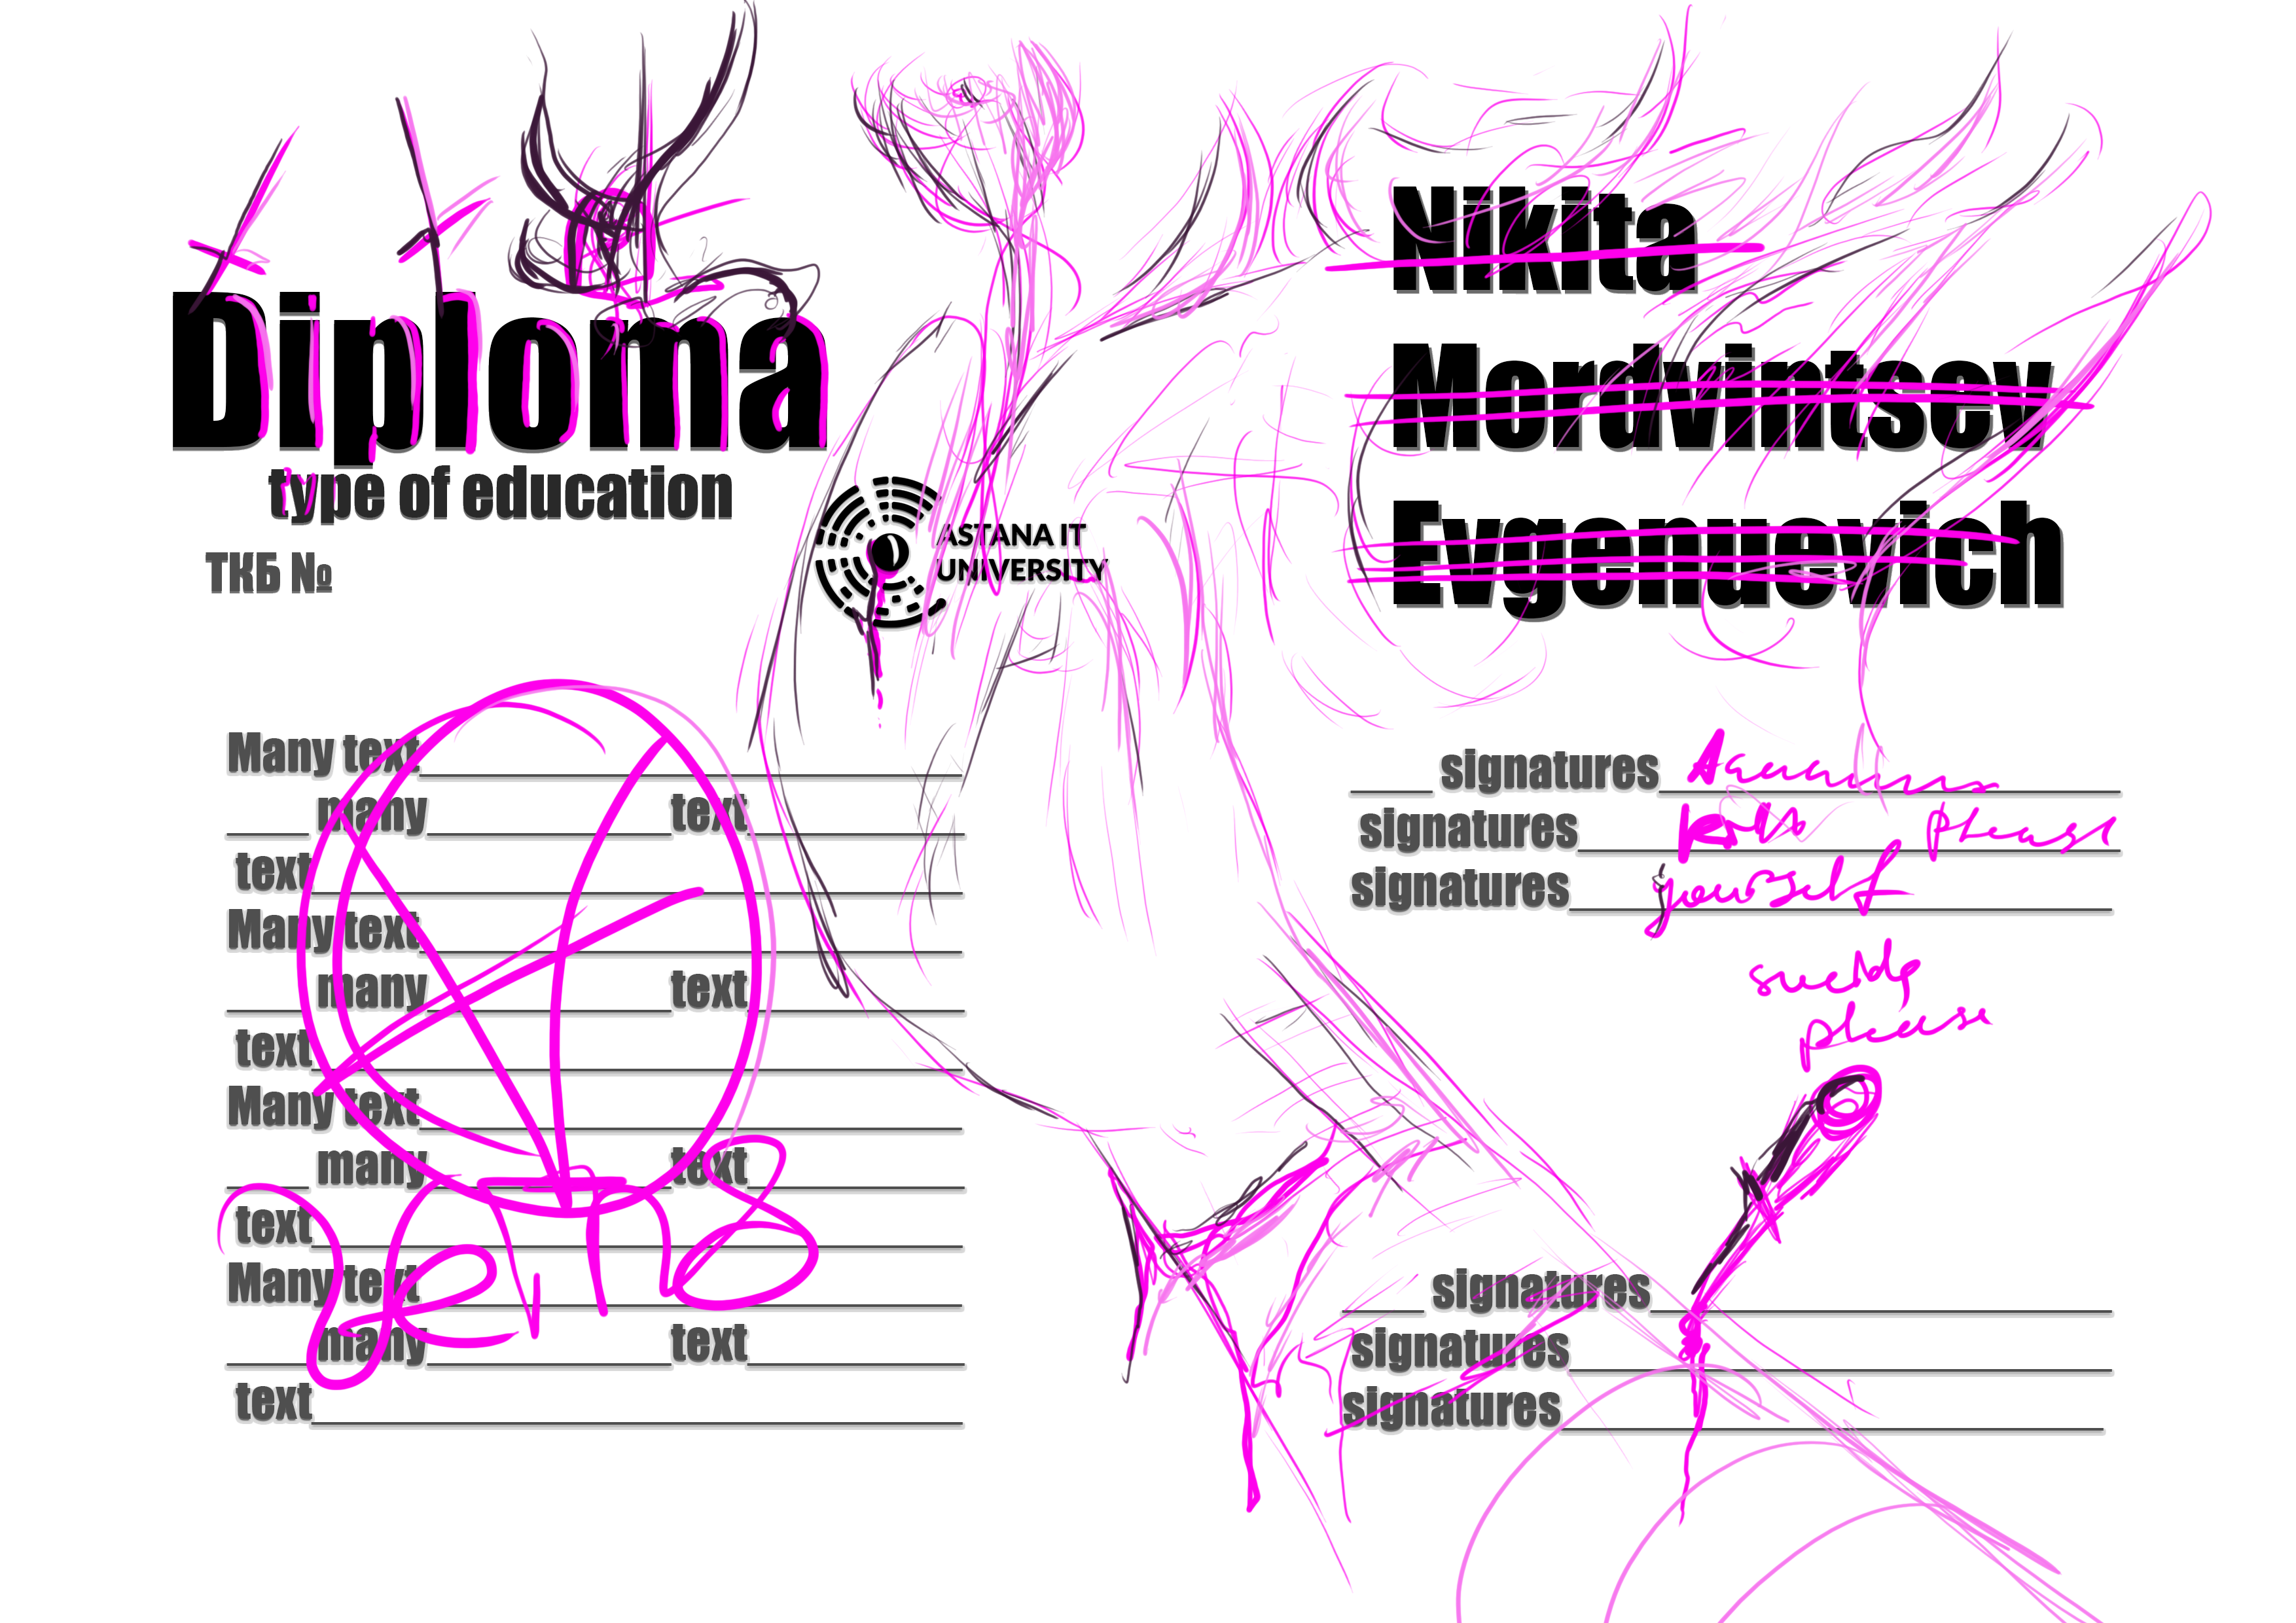 Diploma
type of education
ТКБ №
ASTANA IT
UNIVERSITY
Nikita
Mordvintsev
Evgenuevich
Many text
many text
text
Many text
many text
text
Many text
many text
text
Many text
many text
text
signatures
signatures please
signatures yourself
please
signatures
signatures
signatures